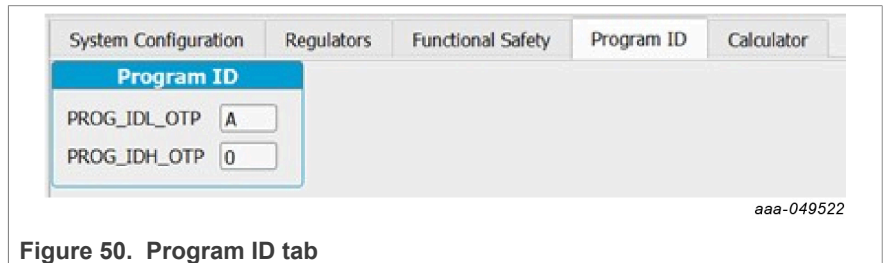 System Configuration Regulators Functional Safety Program ID Calculator
Program ID
PROG_IDL_OTP A
PROG_IDH_OTP 0
aaa-049522
Figure 50. Program ID tab